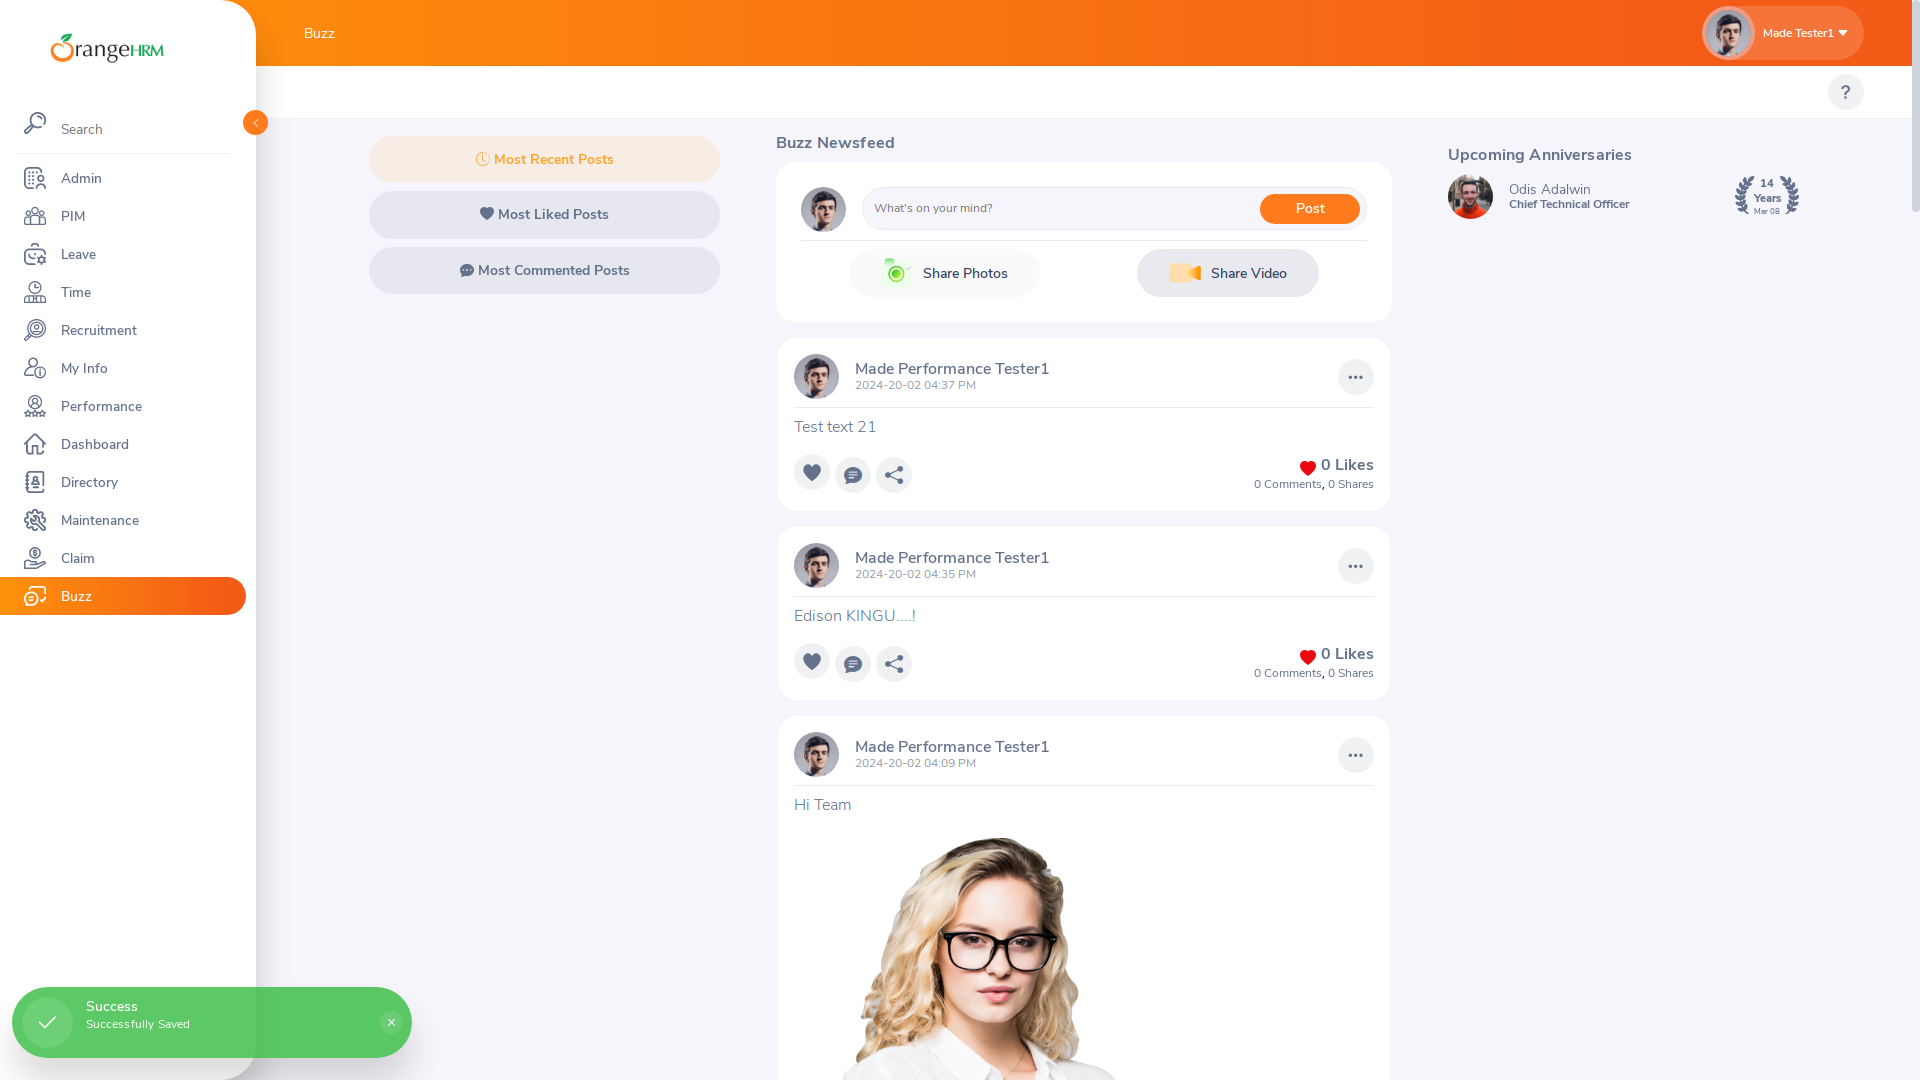 OrangeHRM
Search
Admin
PIM
Leave
Time
Recruitment
My Info
Performance
Dashboard
Directory
Maintenance
Claim
Buzz
Buzz
Made Tester1
?
Most Recent Posts
Most Liked Posts
Most Commented Posts
Buzz Newsfeed
What's on your mind?
Post
Share Photos
Share Video
Made Performance Tester1
2024-20-02 04:37 PM
Test text 21
0 Likes
0 Comments, 0 Shares
Made Performance Tester1
2024-20-02 04:35 PM
Edison KINGU....!
0 Likes
0 Comments, 0 Shares
Made Performance Tester1
2024-20-02 04:09 PM
Hi Team
Upcoming Anniversaries
Odis Adalwin
Chief Technical Officer
14
Years
Mar 08
Success
Successfully Saved